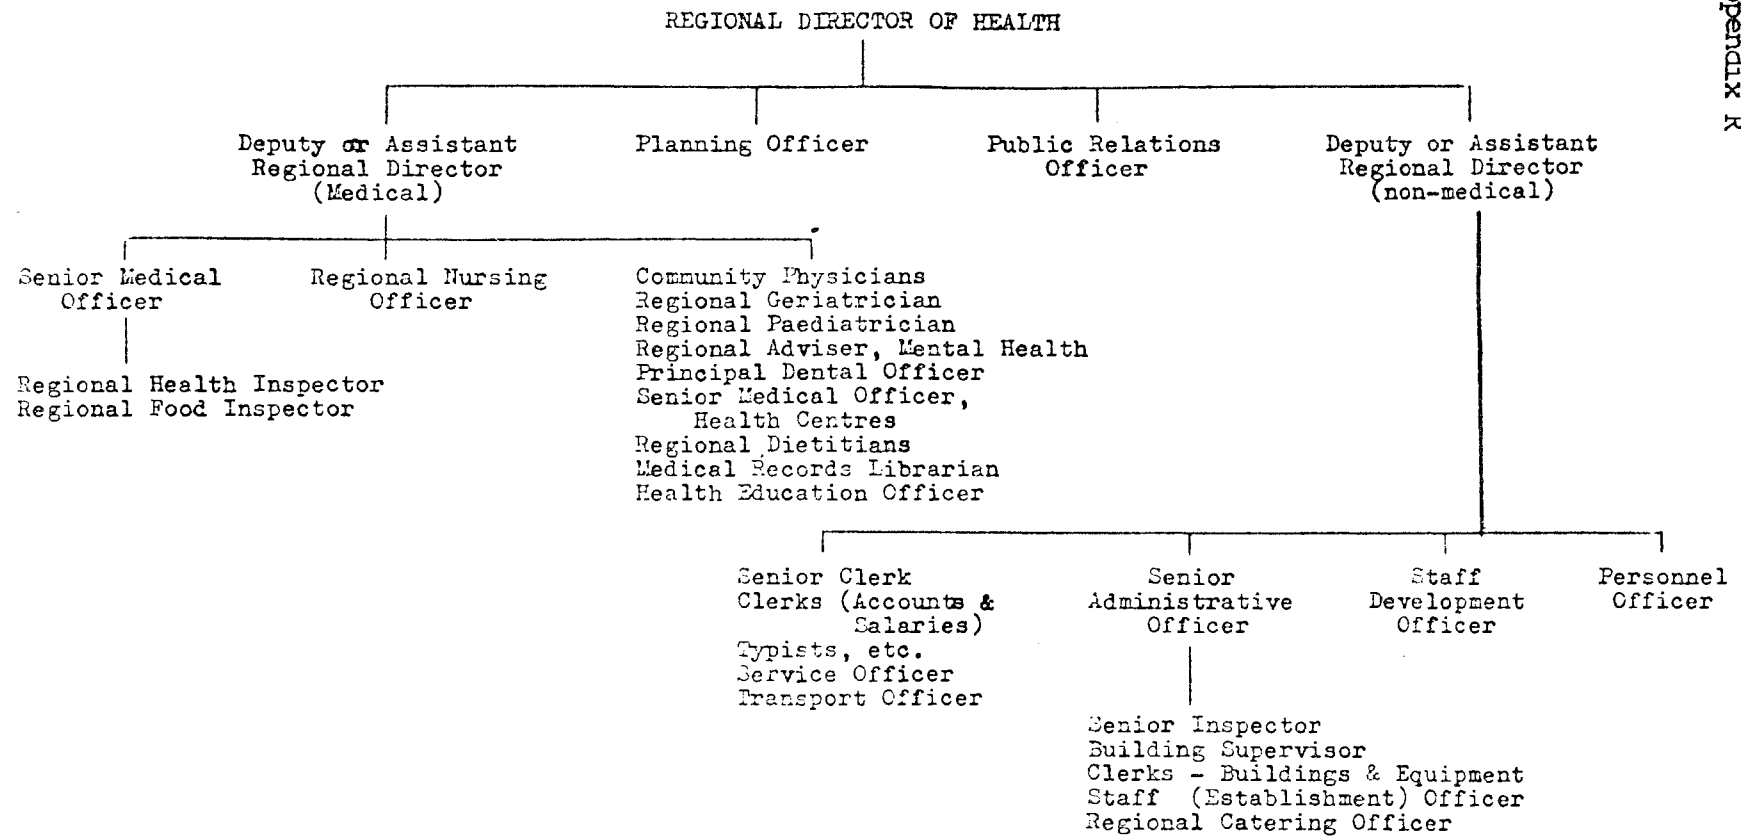 REGIONAL DIRECTOR OF HEALTH
Deputy or Assistant
Regional Director
(Medical)
Planning Officer
Public Relations
Officer
Deputy or Assistant
Regional Director
(non-medical)
Senior Medical
Officer
Regional Nursing
Officer
Community Physicians
Regional Geriatrician
Regional Paediatrician
Regional Adviser, Mental Health
Principal Dental Officer
Senior Medical Officer,
Health Centres
Regional Dietitians
Medical Records Librarian
Health Education Officer
Regional Health Inspector
Regional Food Inspector
Senior Clerk
Clerks (Accounts &
Salaries)
Typists, etc.
Service Officer
Transport Officer
Senior
Administrative
Officer
Staff
Development
Officer
Personnel
Officer
Senior Inspector
Building Supervisor
Clerks - Buildings & Equipment
Staff (Establishment) Officer
Regional Catering Officer